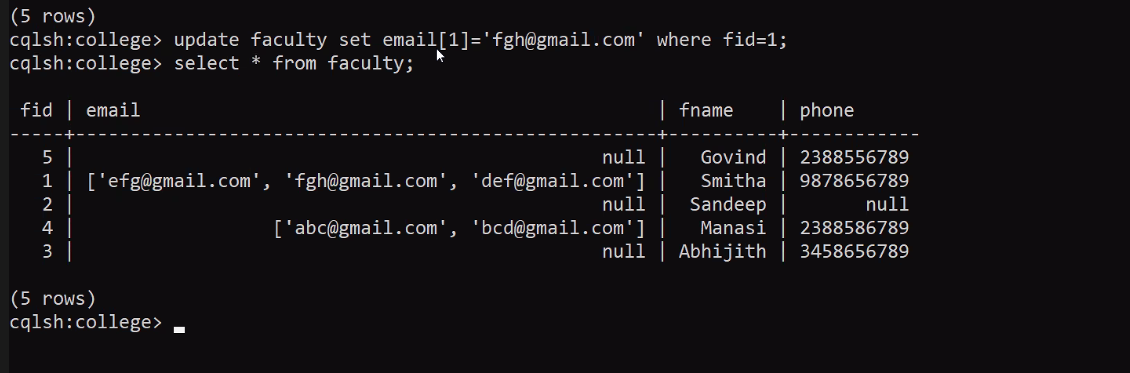 (5 rows)
cqlsh:college> update faculty set email[1]='fgh@gmail.com' where fid=1;
cqlsh:college> select * from faculty;
 fid | email                                                 | fname     | phone
-----+-------------------------------------------------------+-----------+------------
   5 |                                                  null |    Govind | 2388556789
   1 | ['efg@gmail.com', 'fgh@gmail.com', 'def@gmail.com'] |    Smitha | 9878656789
   2 |                                                  null |   Sandeep |       null
   4 |                    ['abc@gmail.com', 'bcd@gmail.com'] |    Manasi | 2388586789
   3 |                                                  null | Abhijith | 3458656789
(5 rows)
cqlsh:college>